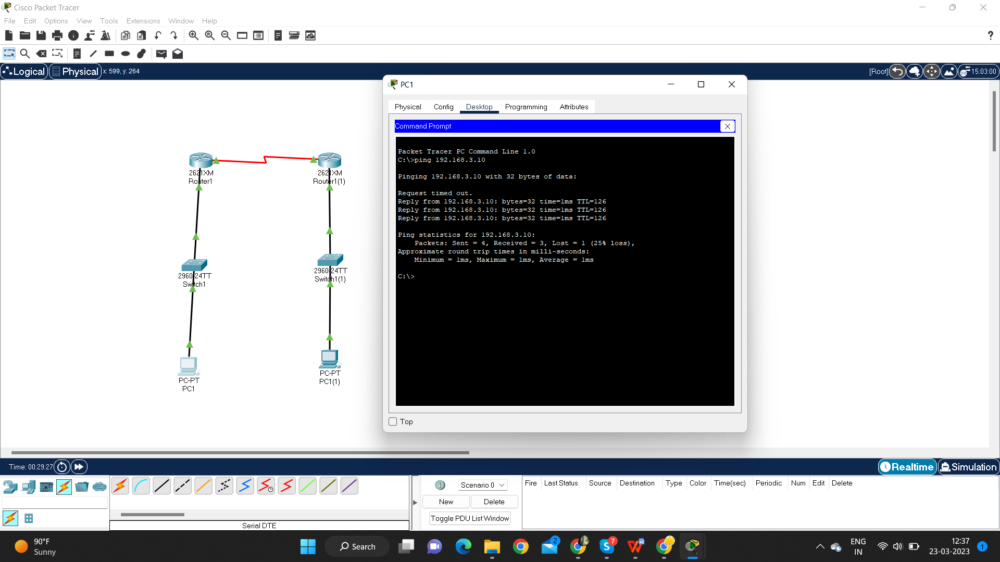 Cisco Packet Tracer
File Edit Options View Tools Extensions Window Help
?
Logical Physical x: 599, y: 264
[Root] 15:03:00
PC1
Physical Config Desktop Programming Attributes
Command Prompt
X
Packet Tracer PC Command Line 1.0
C:\>ping 192.168.3.10
Pinging 192.168.3.10 with 32 bytes of data:
Request timed out.
Reply from 192.168.3.10: bytes=32 time=1ms TTL=126
Reply from 192.168.3.10: bytes=32 time=1ms TTL=126
Reply from 192.168.3.10: bytes=32 time=1ms TTL=126
Ping statistics for 192.168.3.10:
Packets: Sent = 4, Received = 3, Lost = 1 (25% loss),
Approximate round trip times in milli-seconds:
Minimum = 1ms, Maximum = 1ms, Average = 1ms
C:\>
Top
2621XM
Router1
2621XM
Router1(1)
2960-24TT
Switch1
2960-24TT
Switch1(1)
PC-PT
PC1
PC-PT
PC1(1)
Time: 00:29:27
Realtime Simulation
Scenario 0
New Delete
Toggle PDU List Window
Fire Last Status Source Destination Type Color Time(sec) Periodic Num Edit Delete
Serial DTE
90°F
Sunny
Search
2
7
ENG
IN
12:37
23-03-2023
1